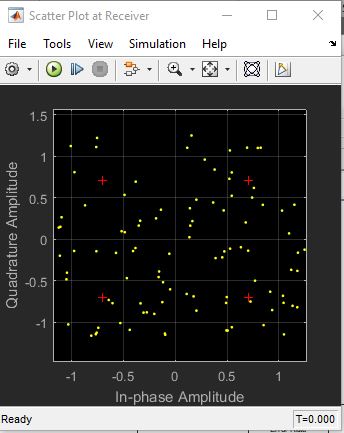 Scatter Plot at Receiver
File Tools View Simulation Help
1.5
1
0.5
0
-0.5
-1
Quadrature Amplitude
-1 -0.5 0 0.5 1
In-phase Amplitude
Ready T=0.000